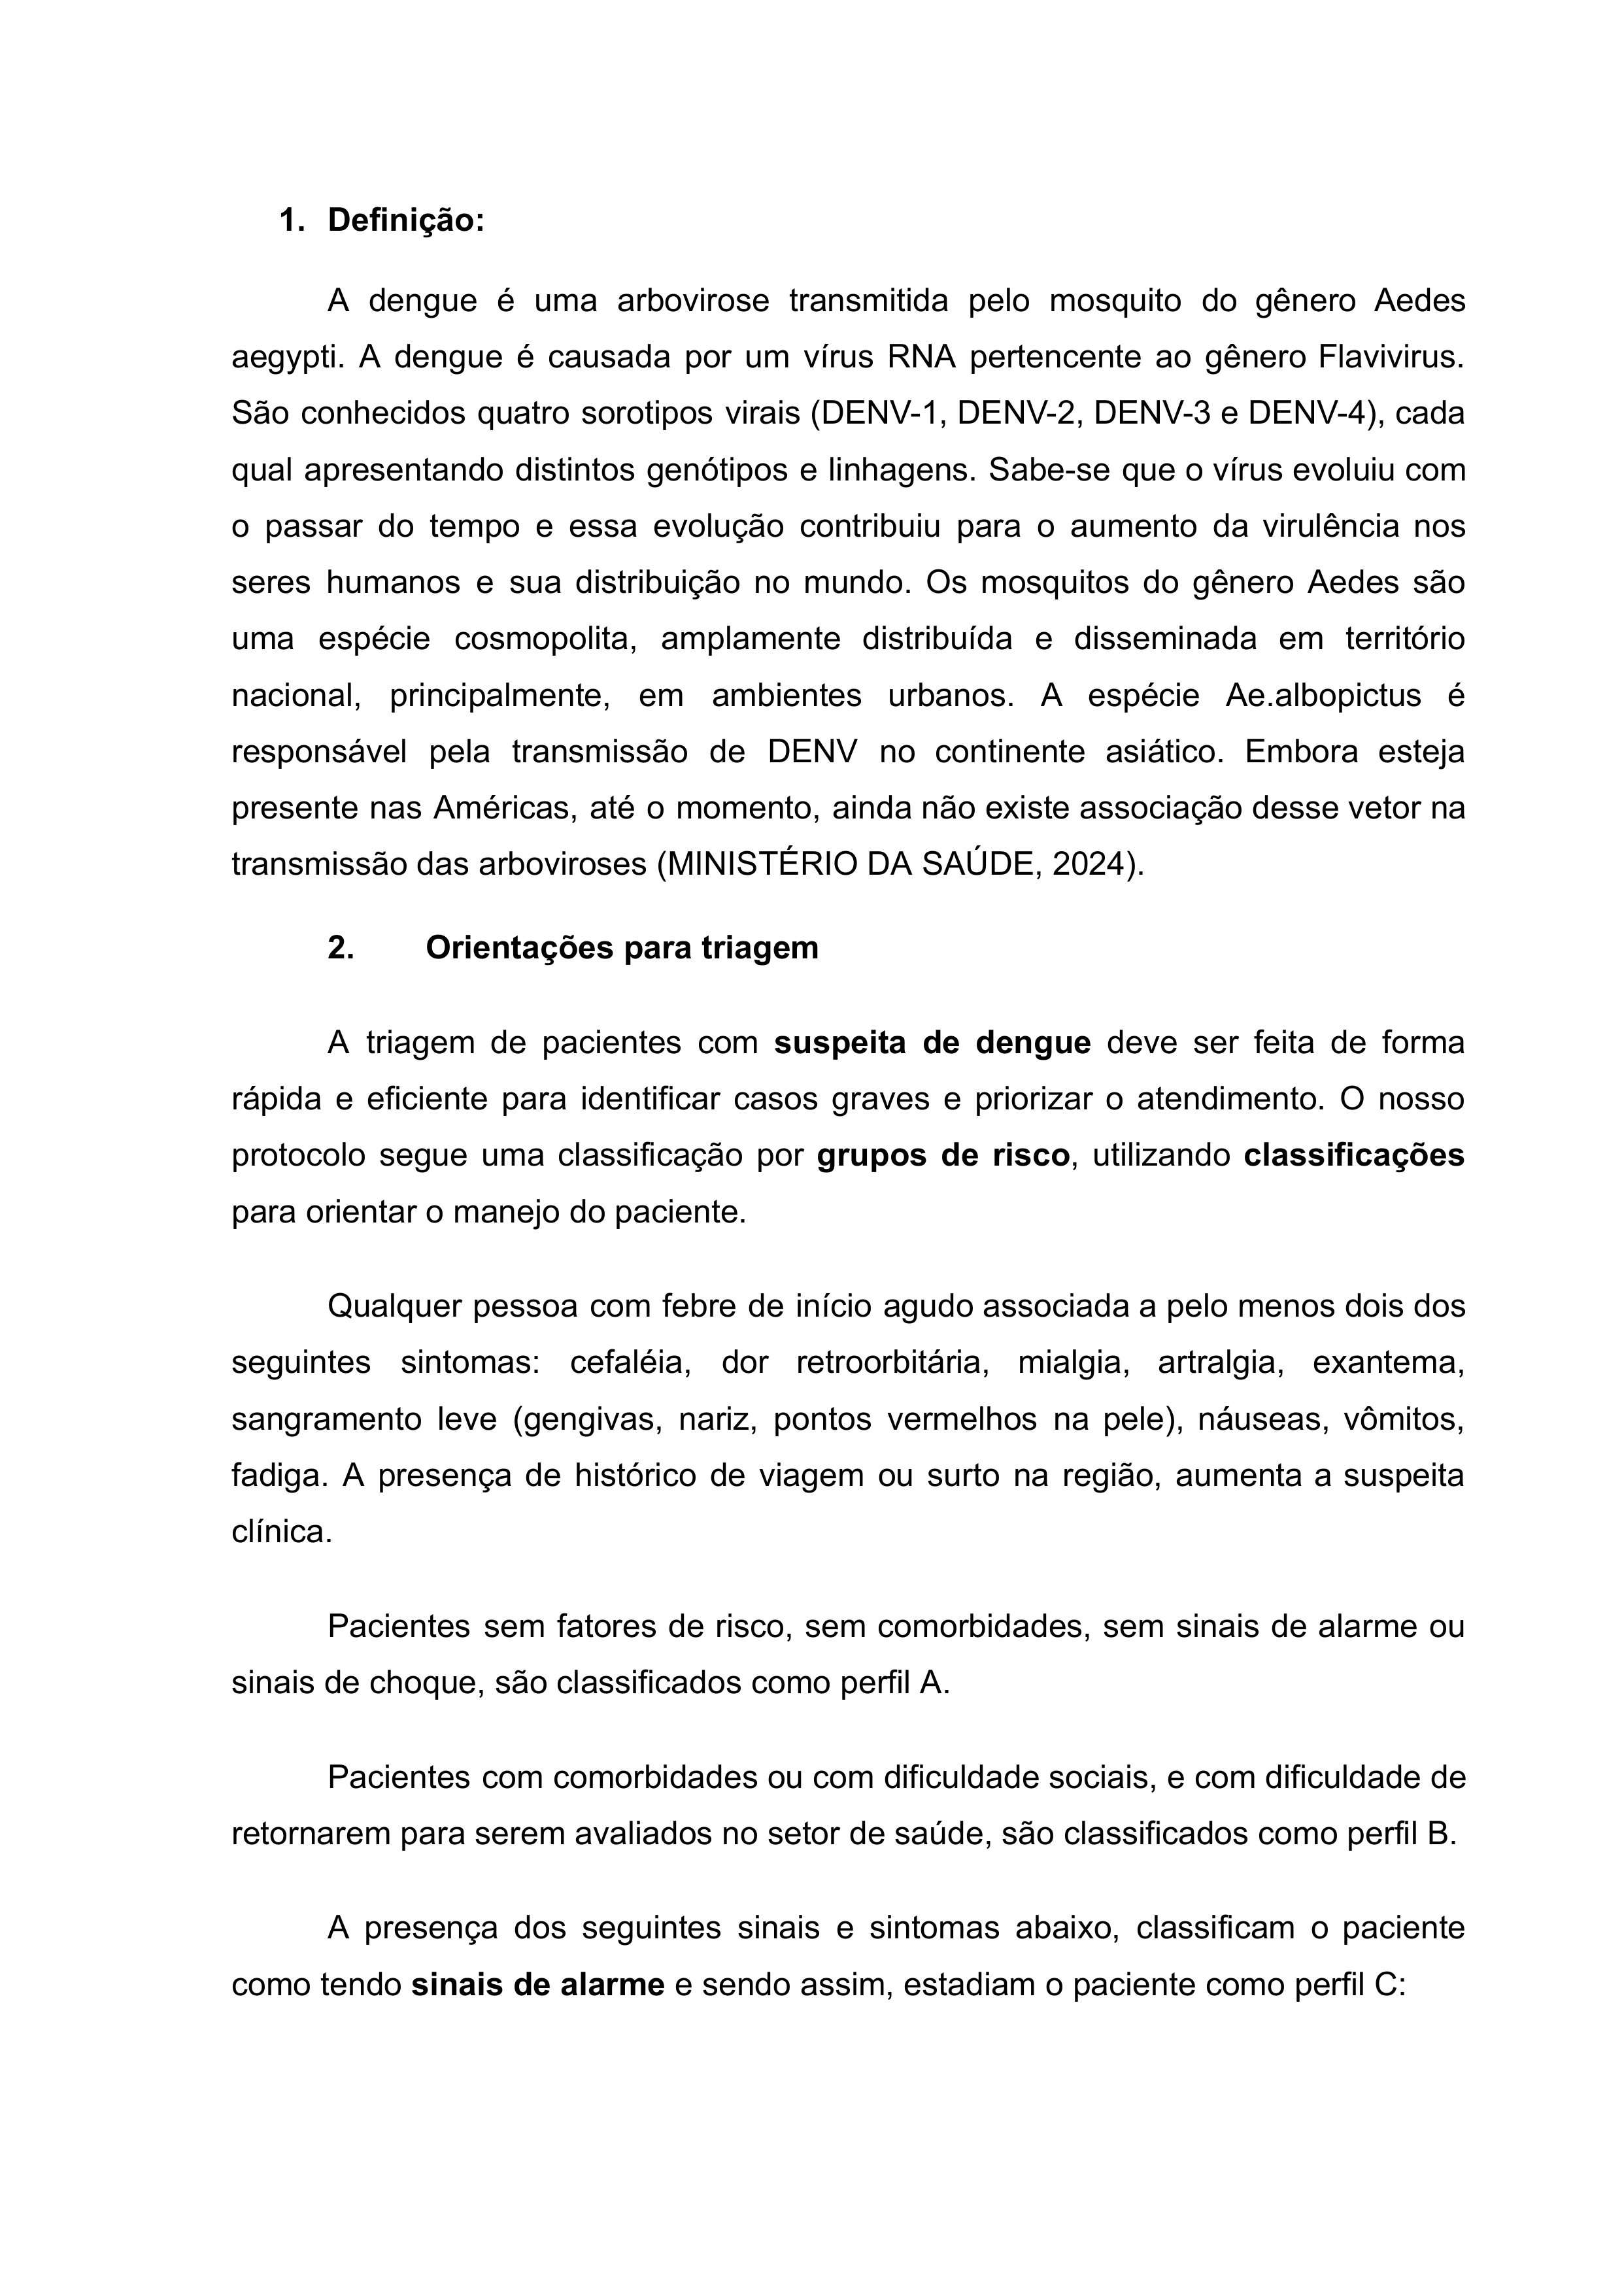 1. Definição:
A dengue é uma arbovirose transmitida pelo mosquito do gênero Aedes
aegypti. A dengue é causada por um vírus RNA pertencente ao gênero Flavivirus.
São conhecidos quatro sorotipos virais (DENV-1, DENV-2, DENV-3 e DENV-4), cada
qual apresentando distintos genótipos e linhagens. Sabe-se que o vírus evoluiu com
o passar do tempo e essa evolução contribuiu para o aumento da virulência nos
seres humanos e sua distribuição no mundo. Os mosquitos do gênero Aedes são
uma espécie cosmopolita, amplamente distribuída e disseminada em território
nacional, principalmente, em ambientes urbanos. A espécie Ae.albopictus é
responsável pela transmissão de DENV no continente asiático. Embora esteja
presente nas Américas, até o momento, ainda não existe associação desse vetor na
transmissão das arboviroses (MINISTÉRIO DA SAÚDE, 2024).
2. Orientações para triagem
A triagem de pacientes com suspeita de dengue deve ser feita de forma
rápida e eficiente para identificar casos graves e priorizar o atendimento. O nosso
protocolo segue uma classificação por grupos de risco, utilizando classificações
para orientar o manejo do paciente.
Qualquer pessoa com febre de início agudo associada a pelo menos dois dos
seguintes sintomas: cefaléia, dor retroorbitária, mialgia, artralgia, exantema,
sangramento leve (gengivas, nariz, pontos vermelhos na pele), náuseas, vômitos,
fadiga. A presença de histórico de viagem ou surto na região, aumenta a suspeita
clínica.
Pacientes sem fatores de risco, sem comorbidades, sem sinais de alarme ou
sinais de choque, são classificados como perfil A.
Pacientes com comorbidades ou com dificuldade sociais, e com dificuldade de
retornarem para serem avaliados no setor de saúde, são classificados como perfil B.
A presença dos seguintes sinais e sintomas abaixo, classificam o paciente
como tendo sinais de alarme e sendo assim, estadiam o paciente como perfil C: